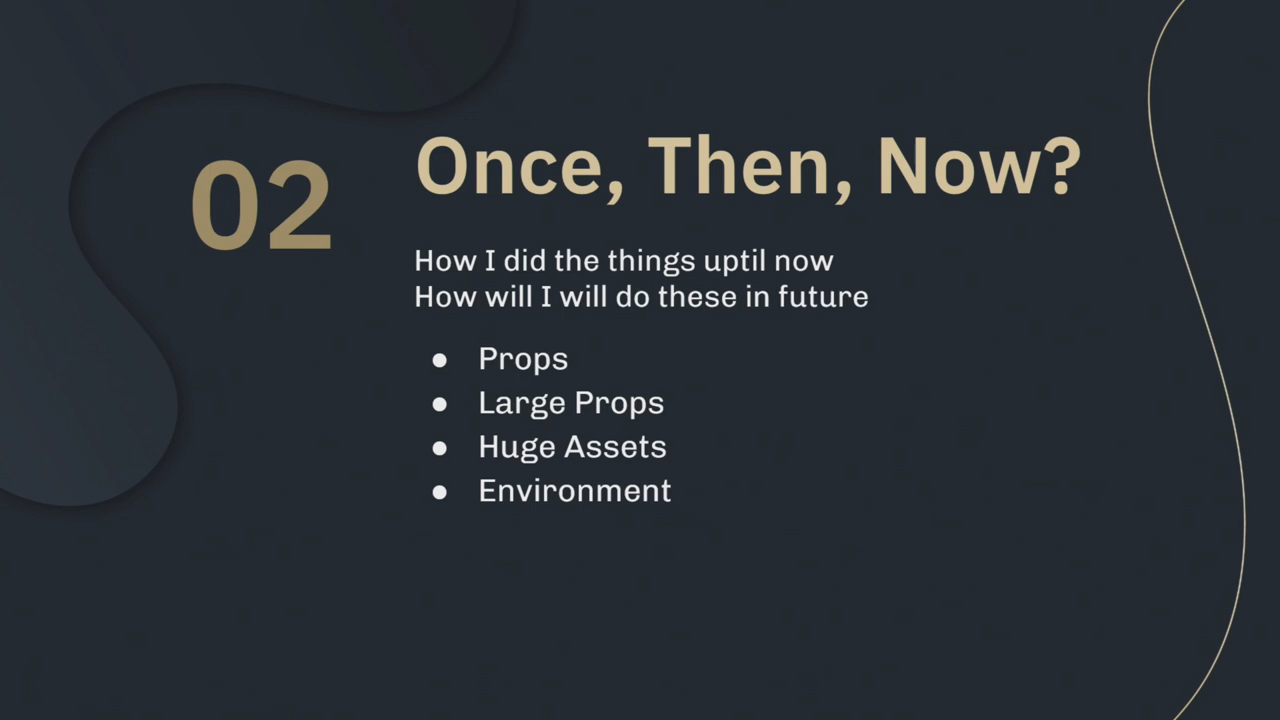 02
Once, Then, Now?
How I did the things uptil now
How will I will do these in future
● Props
● Large Props
● Huge Assets
● Environment